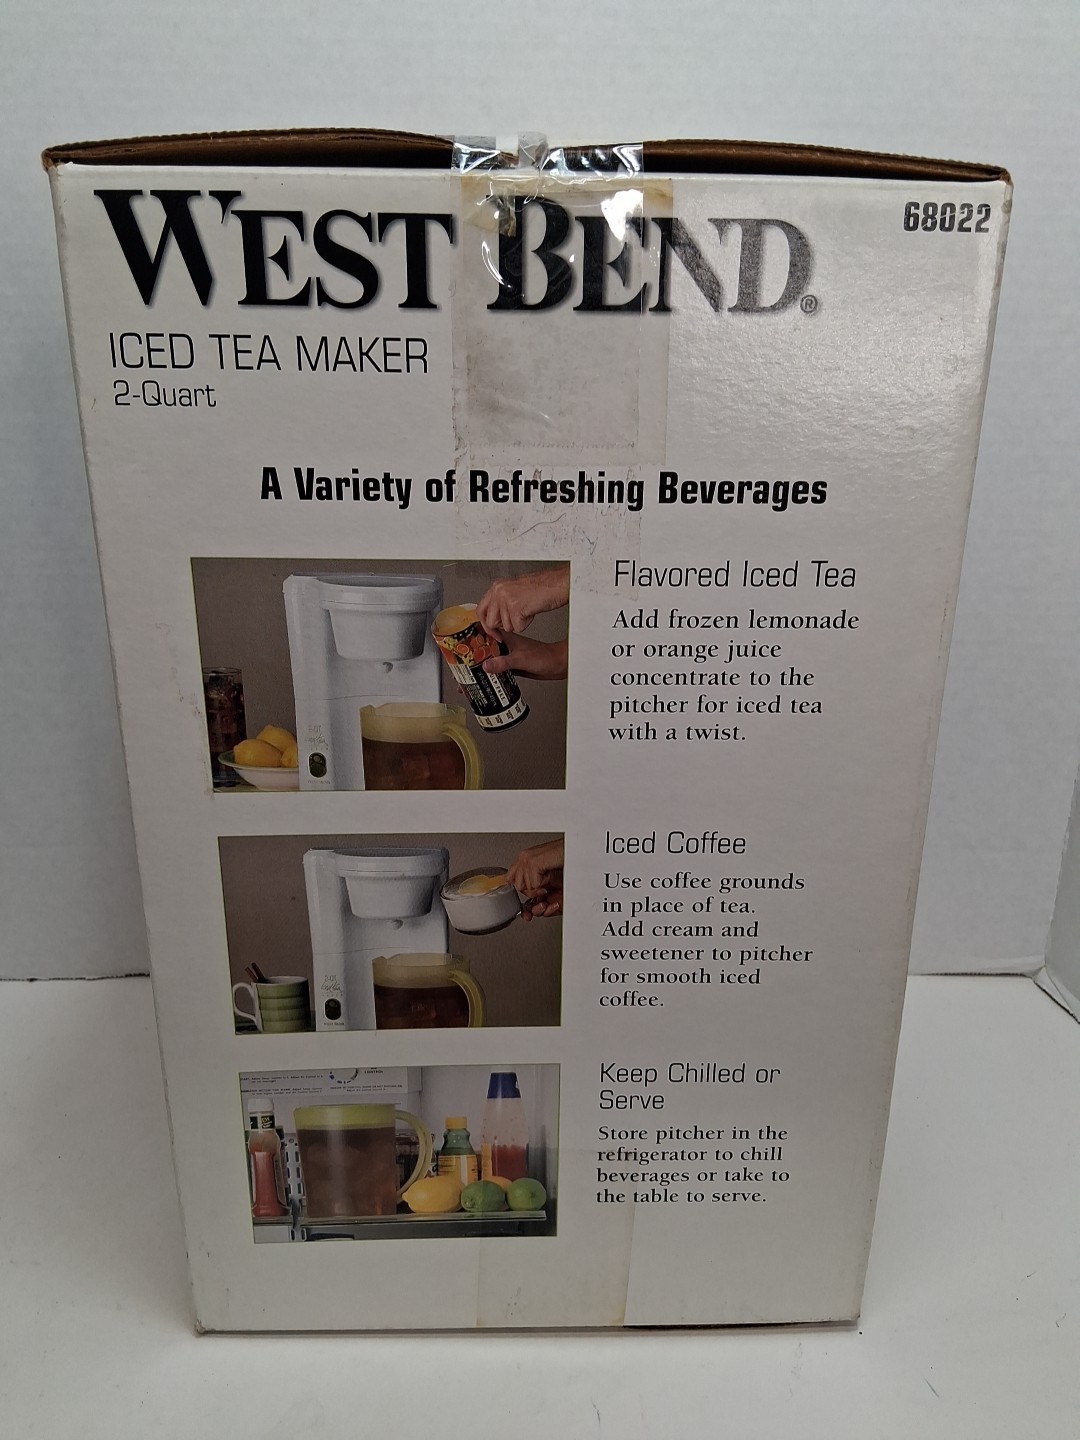 WEST BEND®
68022
ICED TEA MAKER
2-Quart
A Variety of Refreshing Beverages
Flavored Iced Tea
Add frozen lemonade
or orange juice
concentrate to the
pitcher for iced tea
with a twist.
Iced Coffee
Use coffee grounds
in place of tea.
Add cream and
sweetener to pitcher
for smooth iced
coffee.
Keep Chilled or
Serve
Store pitcher in the
refrigerator to chill
beverages or take to
the table to serve.